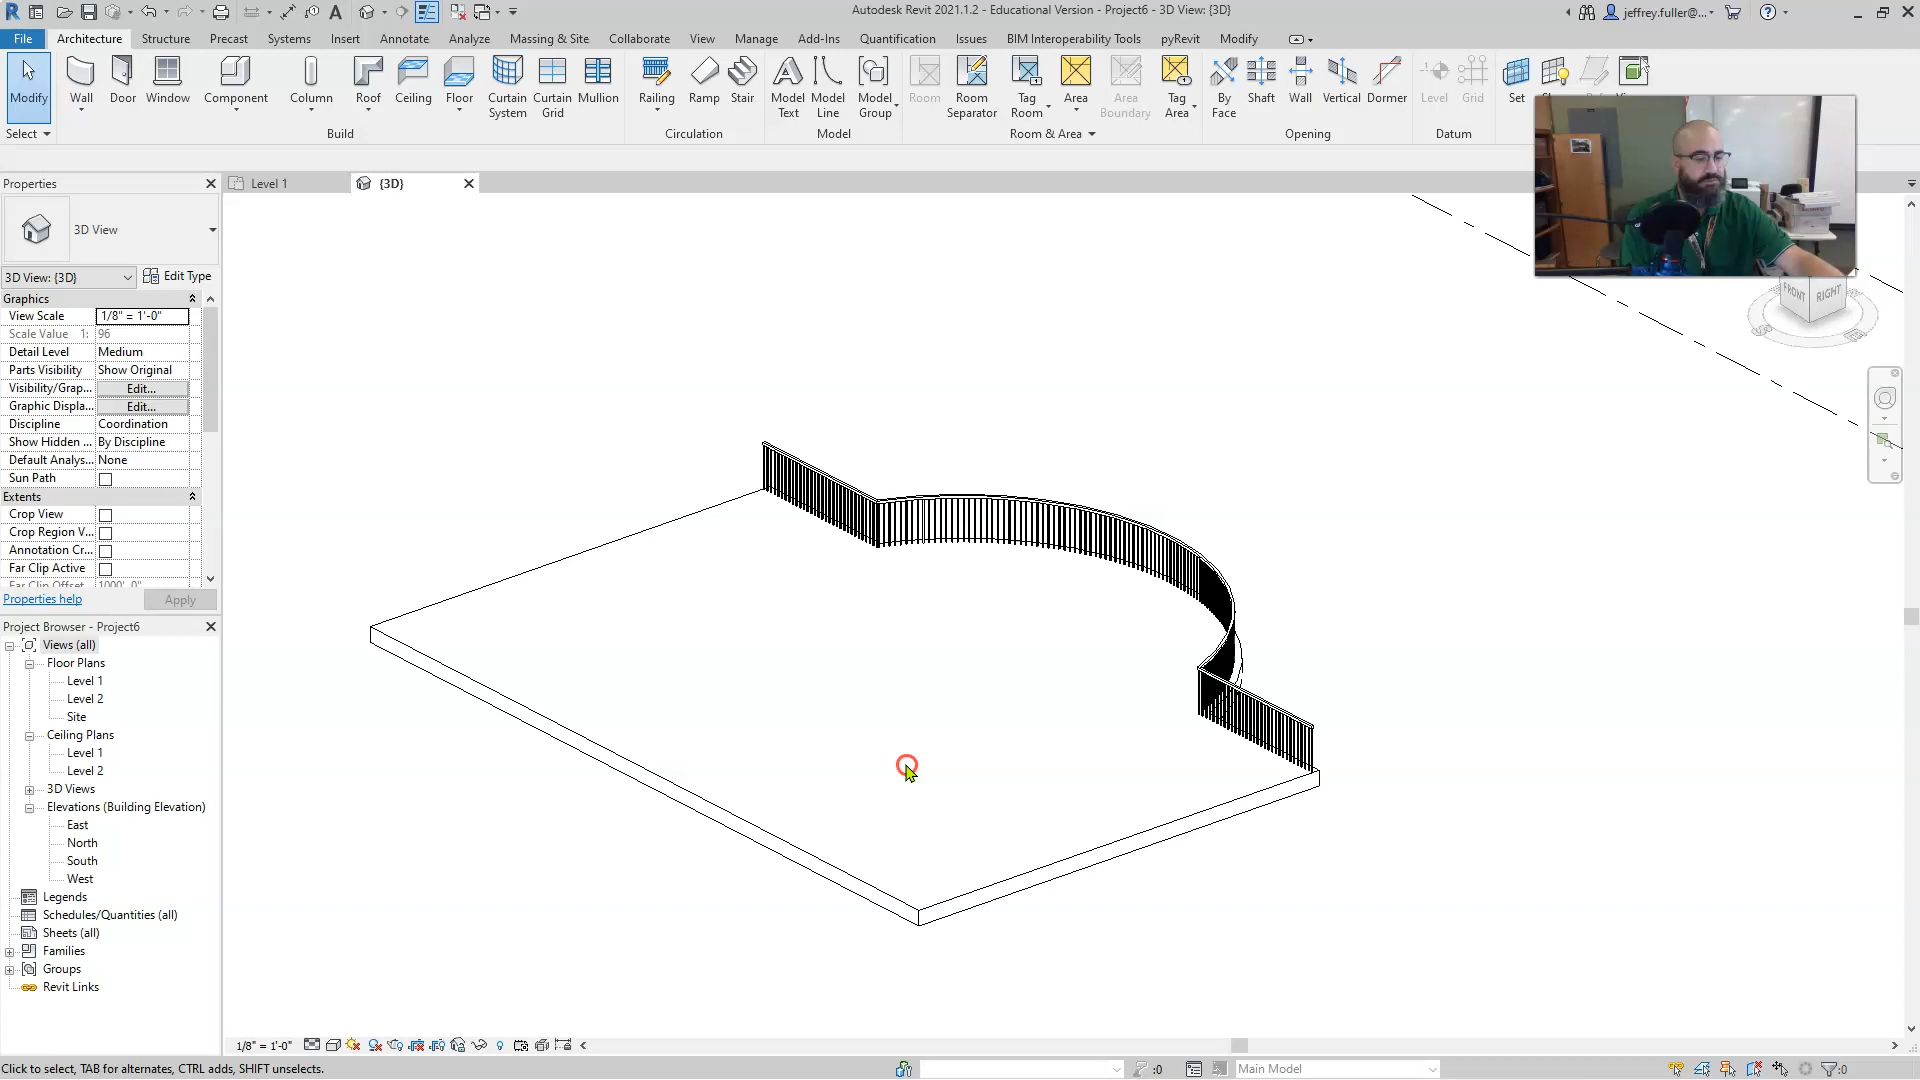 Autodesk Revit 2021.1.2 - Educational Version - Project6 - 3D View: {3D}
jeffrey.fuller@...
File Architecture Structure Precast Systems Insert Annotate Analyze Massing & Site Collaborate View Manage Add-Ins Quantification Issues BIM Interoperability Tools pyRevit Modify
Modify Wall Door Window Component Column Roof Ceiling Floor Curtain System Curtain Grid Mullion Railing Ramp Stair Model Text Model Line Model Group Room Room Separator Tag Room Area Area Boundary Tag Area By Face Shaft Wall Vertical Dormer Level Grid Set
Select Build Circulation Model Room & Area Opening Datum
Properties
Level 1
{3D}
3D View
3D View: {3D} Edit Type
Graphics
View Scale 1/8" = 1'-0"
Scale Value 1: 96
Detail Level Medium
Parts Visibility Show Original
Visibility/Grap... Edit...
Graphic Displa... Edit...
Discipline Coordination
Show Hidden ... By Discipline
Default Analys... None
Sun Path
Extents
Crop View
Crop Region V...
Annotation Cr...
Far Clip Active
Far Clip Offset 1000' 0"
Properties help Apply
Project Browser - Project6
Views (all)
Floor Plans
Level 1
Level 2
Site
Ceiling Plans
Level 1
Level 2
3D Views
Elevations (Building Elevation)
East
North
South
West
Legends
Schedules/Quantities (all)
Sheets (all)
Families
Groups
Revit Links
FRONT RIGHT
1/8" = 1'-0"
Click to select, TAB for alternates, CTRL adds, SHIFT unselects.
:0
Main Model
:0